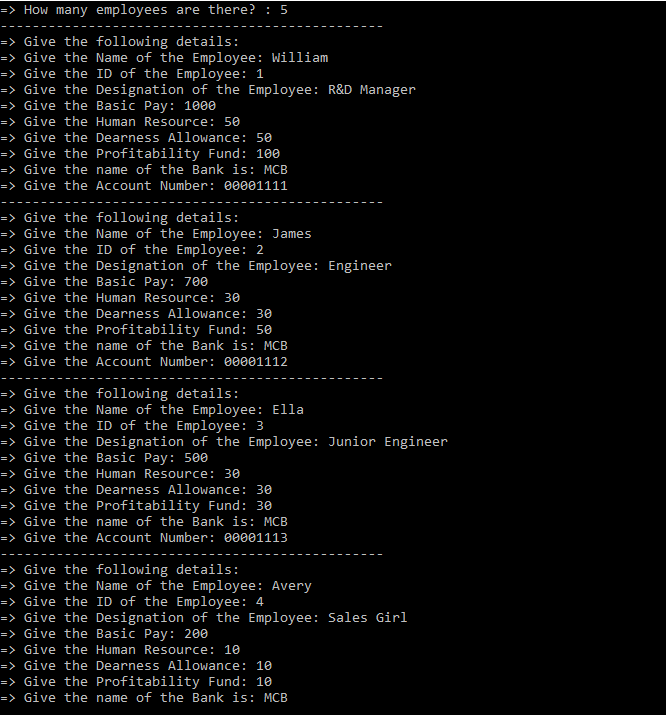 => How many employees are there? : 5
------------------------------------------------
=> Give the following details:
=> Give the Name of the Employee: William
=> Give the ID of the Employee: 1
=> Give the Designation of the Employee: R&D Manager
=> Give the Basic Pay: 1000
=> Give the Human Resource: 50
=> Give the Dearness Allowance: 50
=> Give the Profitability Fund: 100
=> Give the name of the Bank is: MCB
=> Give the Account Number: 00001111
------------------------------------------------
=> Give the following details:
=> Give the Name of the Employee: James
=> Give the ID of the Employee: 2
=> Give the Designation of the Employee: Engineer
=> Give the Basic Pay: 700
=> Give the Human Resource: 30
=> Give the Dearness Allowance: 30
=> Give the Profitability Fund: 50
=> Give the name of the Bank is: MCB
=> Give the Account Number: 00001112
------------------------------------------------
=> Give the following details:
=> Give the Name of the Employee: Ella
=> Give the ID of the Employee: 3
=> Give the Designation of the Employee: Junior Engineer
=> Give the Basic Pay: 500
=> Give the Human Resource: 30
=> Give the Dearness Allowance: 30
=> Give the Profitability Fund: 30
=> Give the name of the Bank is: MCB
=> Give the Account Number: 00001113
------------------------------------------------
=> Give the following details:
=> Give the Name of the Employee: Avery
=> Give the ID of the Employee: 4
=> Give the Designation of the Employee: Sales Girl
=> Give the Basic Pay: 200
=> Give the Human Resource: 10
=> Give the Dearness Allowance: 10
=> Give the Profitability Fund: 10
=> Give the name of the Bank is: MCB